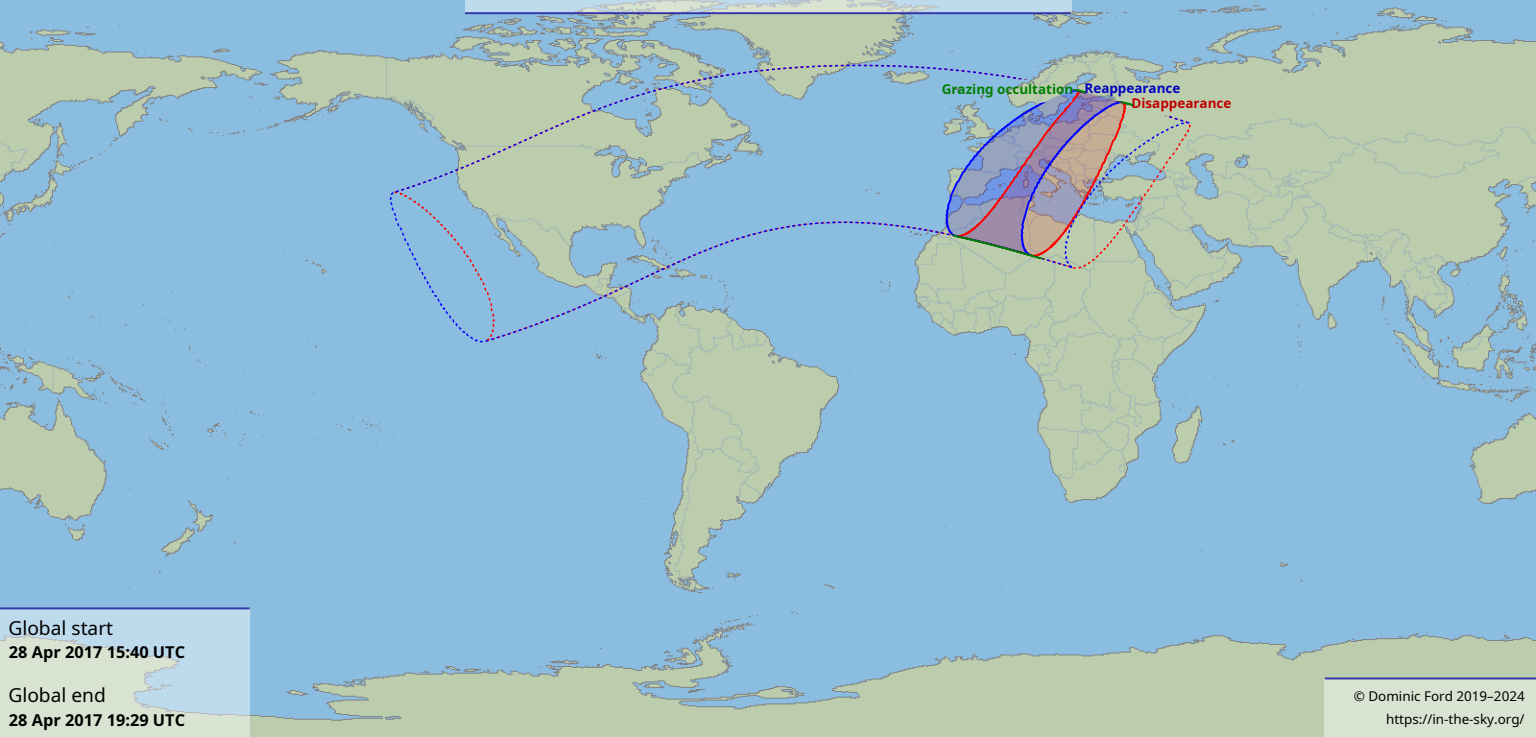 Grazing occultation
Reappearance
Disappearance
Global start
28 Apr 2017 15:40 UTC
Global end
28 Apr 2017 19:29 UTC
© Dominic Ford 2019–2024
https://in-the-sky.org/